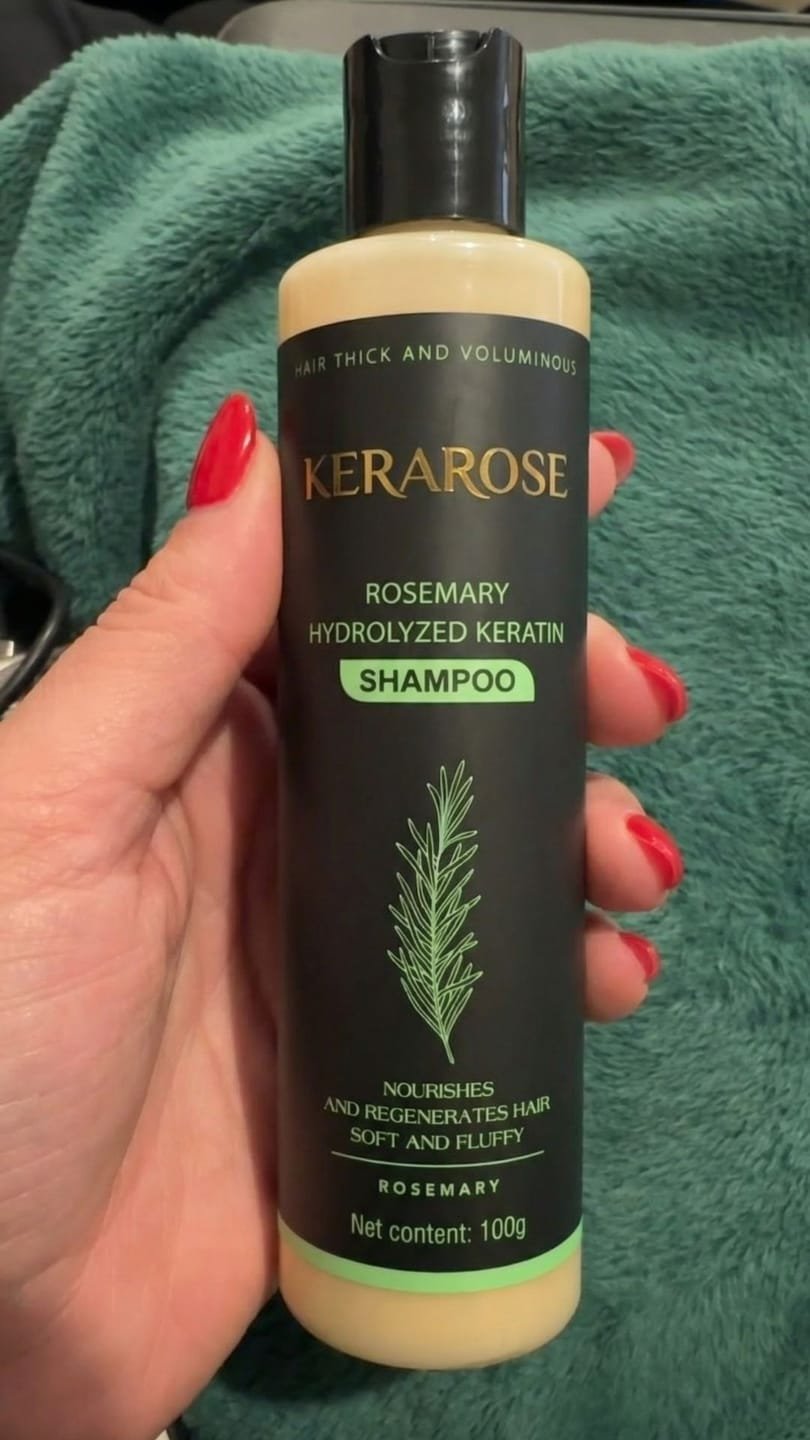 HAIR THICK AND VOLUMINOUS
KERAROSE
ROSEMARY
HYDROLYZED KERATIN
SHAMPOO
NOURISHES
AND REGENERATES HAIR
SOFT AND FLUFFY
ROSEMARY
Net content: 100g